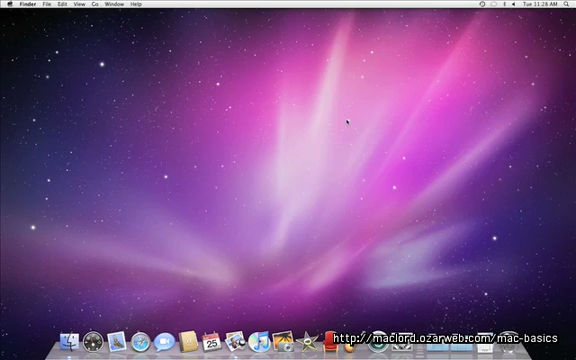 Finder File Edit View Go Window Help
Tue 11:28 AM
25
http://maclord.ozarweb.com/mac-basics